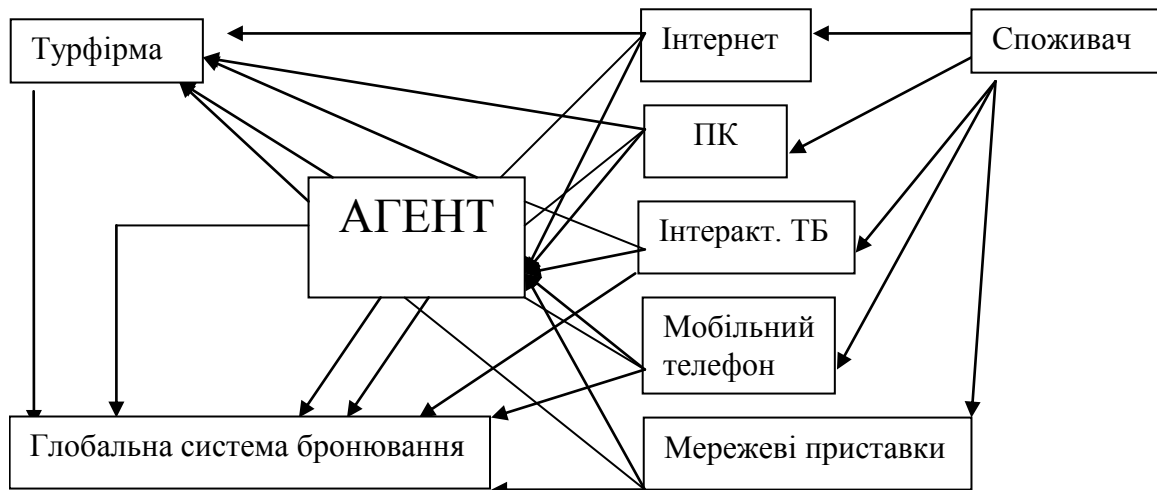 Турфірма
Інтернет
Споживач
ПК
АГЕНТ
Інтеракт. ТБ
Мобільний
телефон
Глобальна система бронювання
Мережеві приставки